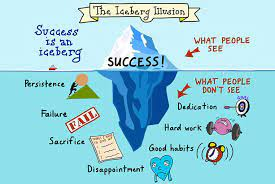 The Iceberg Illusion
Success
is an
iceberg
WHAT PEOPLE
SEE
SUCCESS!
WHAT PEOPLE
DON'T SEE
Persistence
Failure
FAIL
Sacrifice
Disappointment
Dedication
Hard work
Good habits